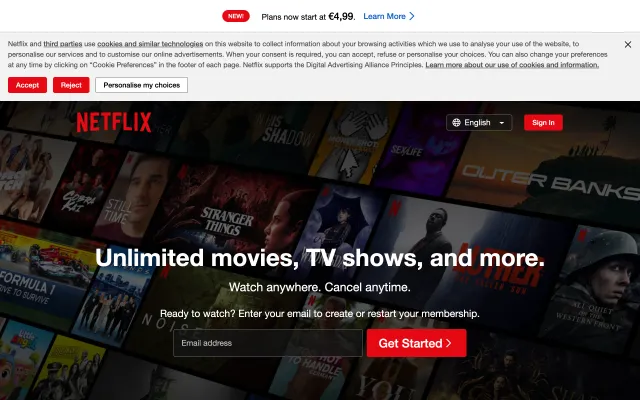 NEW! Plans now start at €4,99. Learn More
Netflix and third parties use cookies and similar technologies on this website to collect information about your browsing activities which we use to analyse your use of the website, to
personalise our services and to customise our online advertisements. When your consent is required, you can accept, refuse or personalise your choices. You can also change your preferences
at any time by clicking on "Cookie Preferences" in the footer of each page. Netflix supports the Digital Advertising Alliance Principles. Learn more about our use of cookies and information.
Accept Reject Personalise my choices
NETFLIX English Sign In
SHADOW
SEX/LIFE
OUTER BANKS
COBRA KAI
STILL TIME
STRANGER THINGS
LUTHER
FORMULA 1
DRIVE TO SURVIVE
ALL QUIET ON THE WESTERN FRONT
Unlimited movies, TV shows, and more.
Watch anywhere. Cancel anytime.
Ready to watch? Enter your email to create or restart your membership.
Email address Get Started
NOISE
YOU